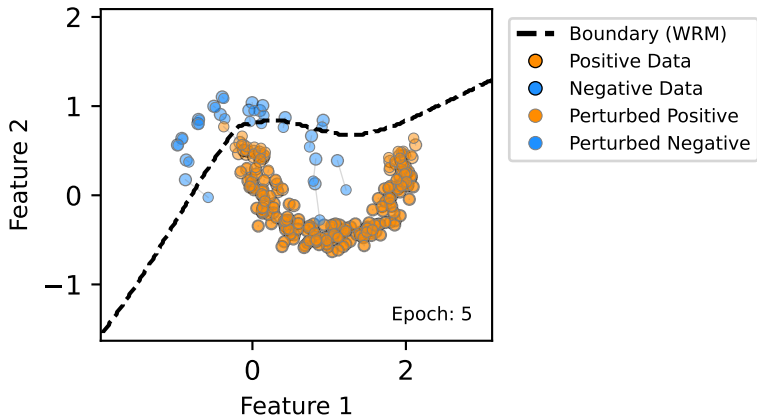 2
1
0
−1
0
2
Feature 2
Feature 1
Epoch: 5
Boundary (WRM)
Positive Data
Negative Data
Perturbed Positive
Perturbed Negative